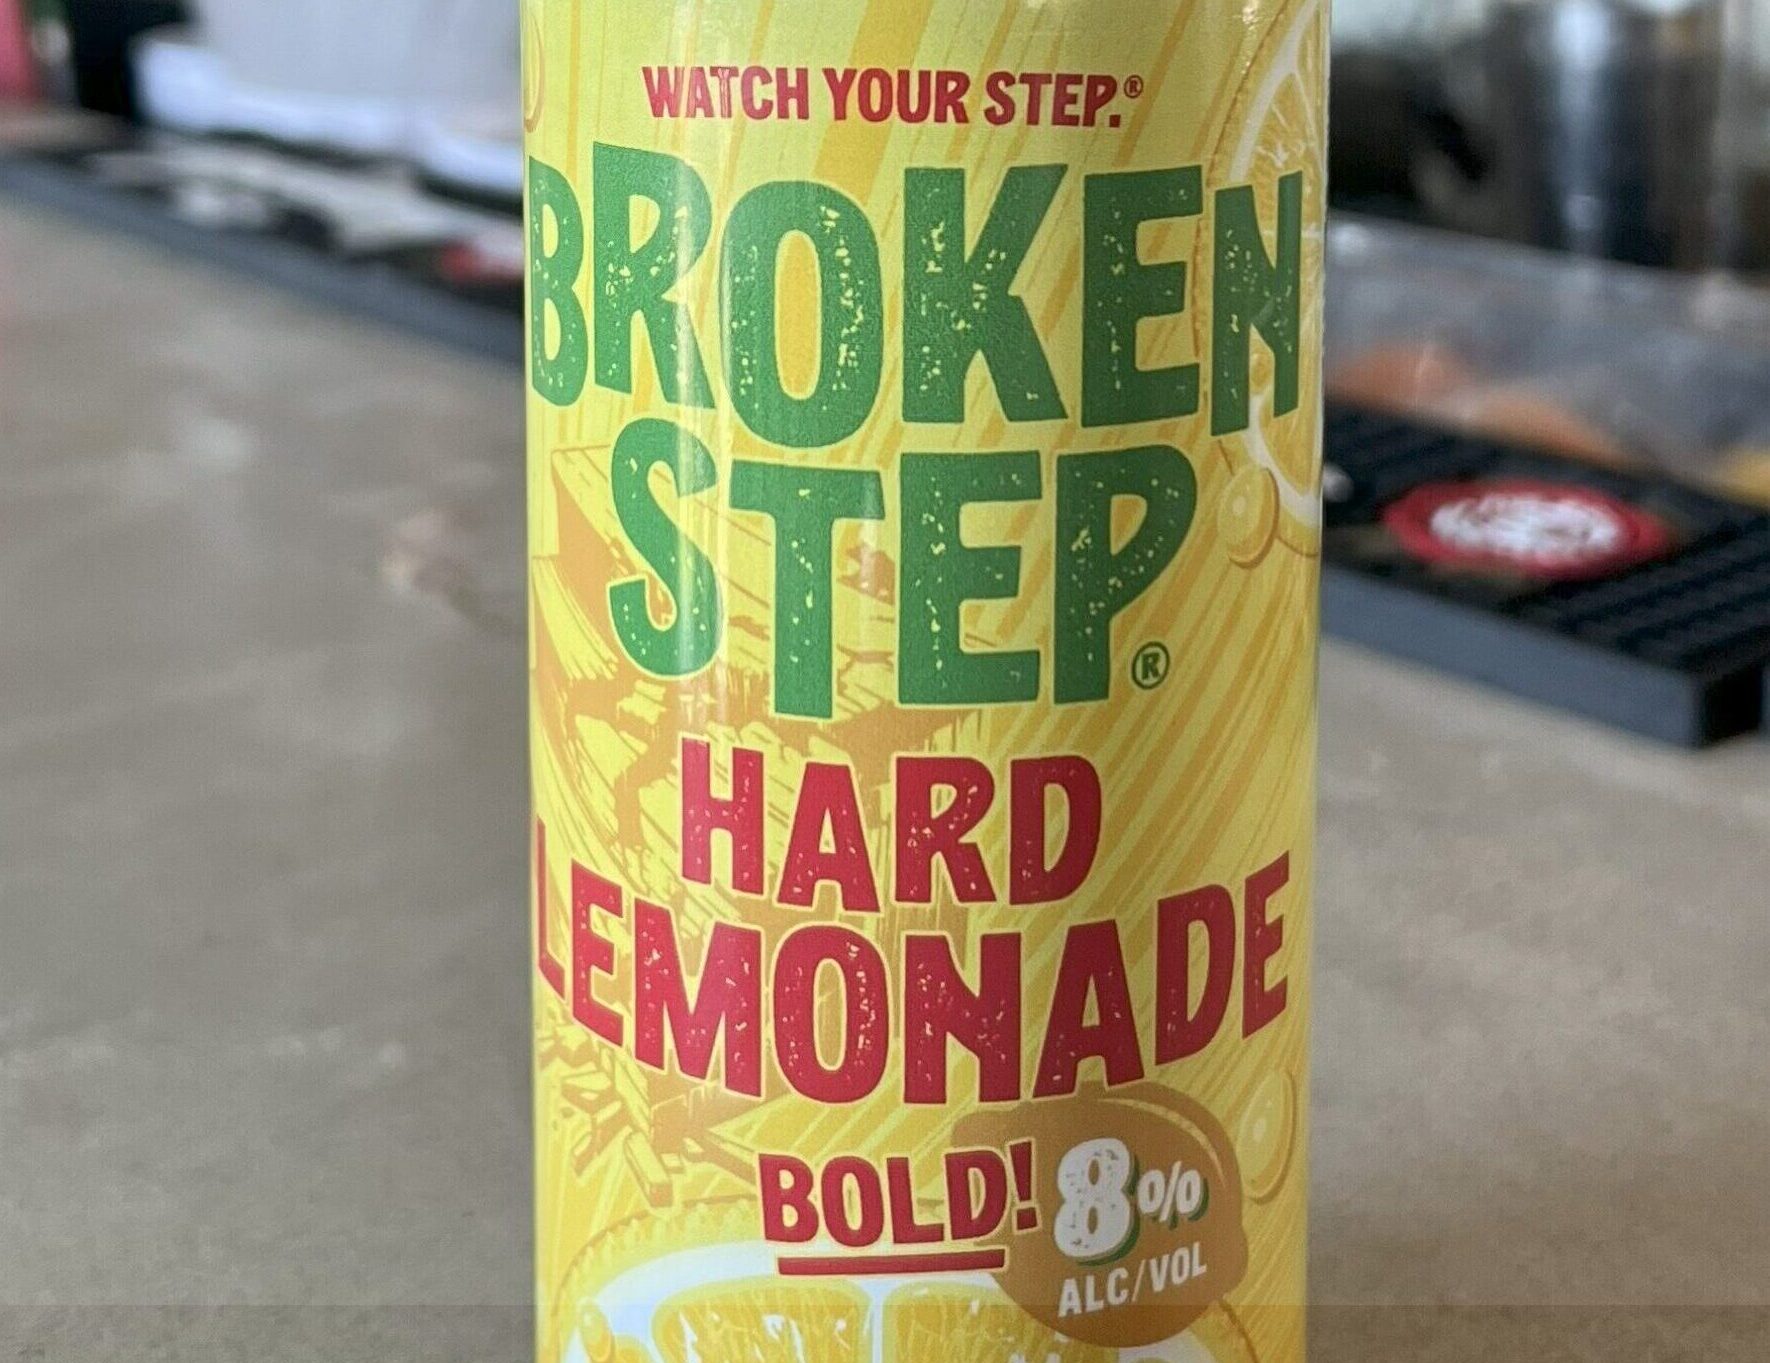 WATCH YOUR STEP.®
BROKEN
STEP®
HARD
LEMONADE
BOLD!
8%
ALC/VOL